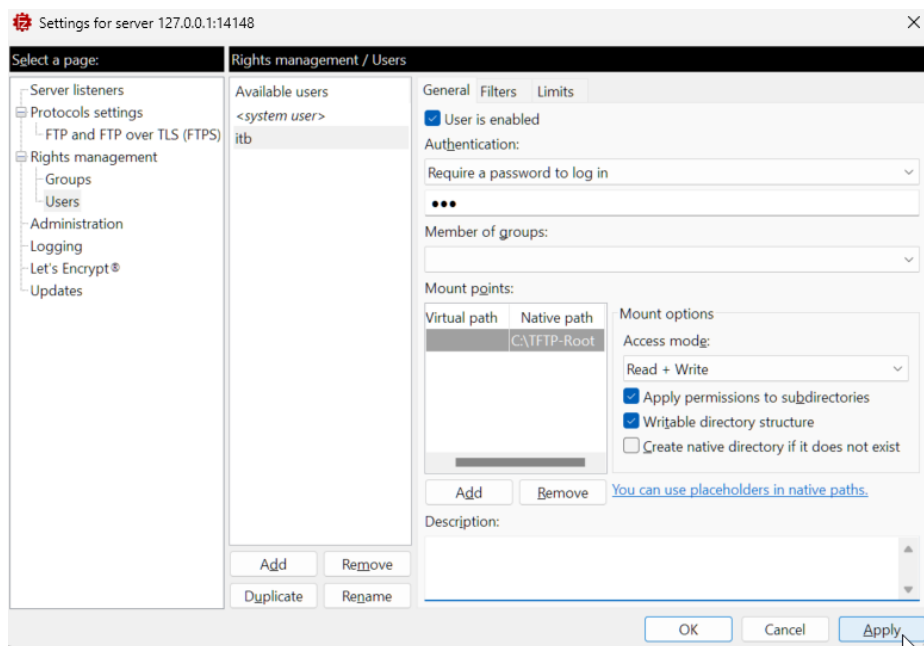 Settings for server 127.0.0.1:14148
Select a page:
Rights management / Users
Server listeners
Protocols settings
FTP and FTP over TLS (FTPS)
Rights management
Groups
Users
Administration
Logging
Let's Encrypt®
Updates
Available users
<system user>
itb
Add
Remove
Duplicate
Rename
General
Filters
Limits
User is enabled
Authentication:
Require a password to log in
•••
Member of groups:
Mount points:
Virtual path
Native path
C:\TFTP-Root
Add
Remove
Mount options
Access mode:
Read + Write
Apply permissions to subdirectories
Writable directory structure
Create native directory if it does not exist
You can use placeholders in native paths.
Description:
OK
Cancel
Apply